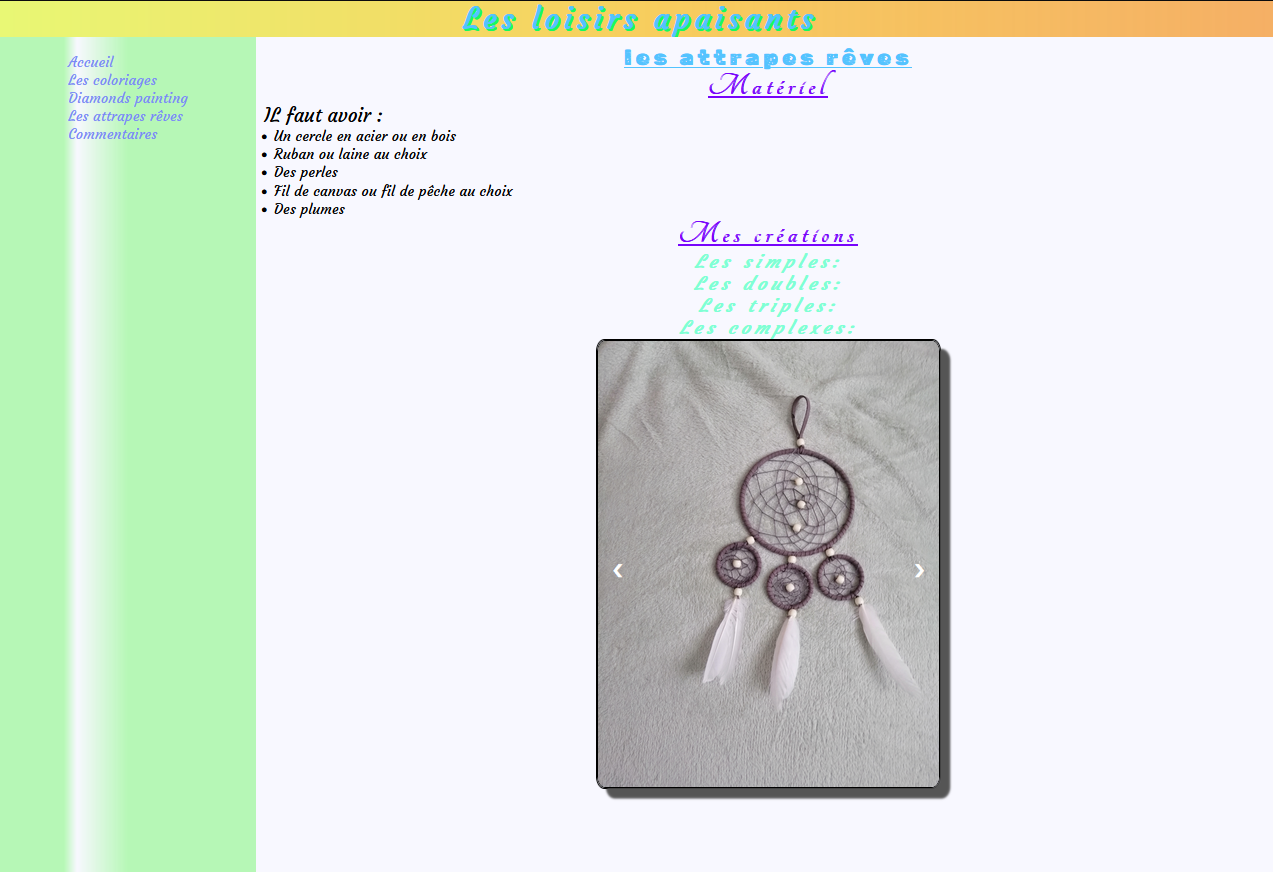 Les loisirs apaisants
Accueil
Les coloriages
Diamonds painting
Les attrapes rêves
Commentaires
les attrapes rêves
Matériel
IL faut avoir :
• Un cercle en acier ou en bois
• Ruban ou laine au choix
• Des perles
• Fil de canvas ou fil de pêche au choix
• Des plumes
Mes créations
Les simples:
Les doubles:
Les triples:
Les complexes:
‹ ›